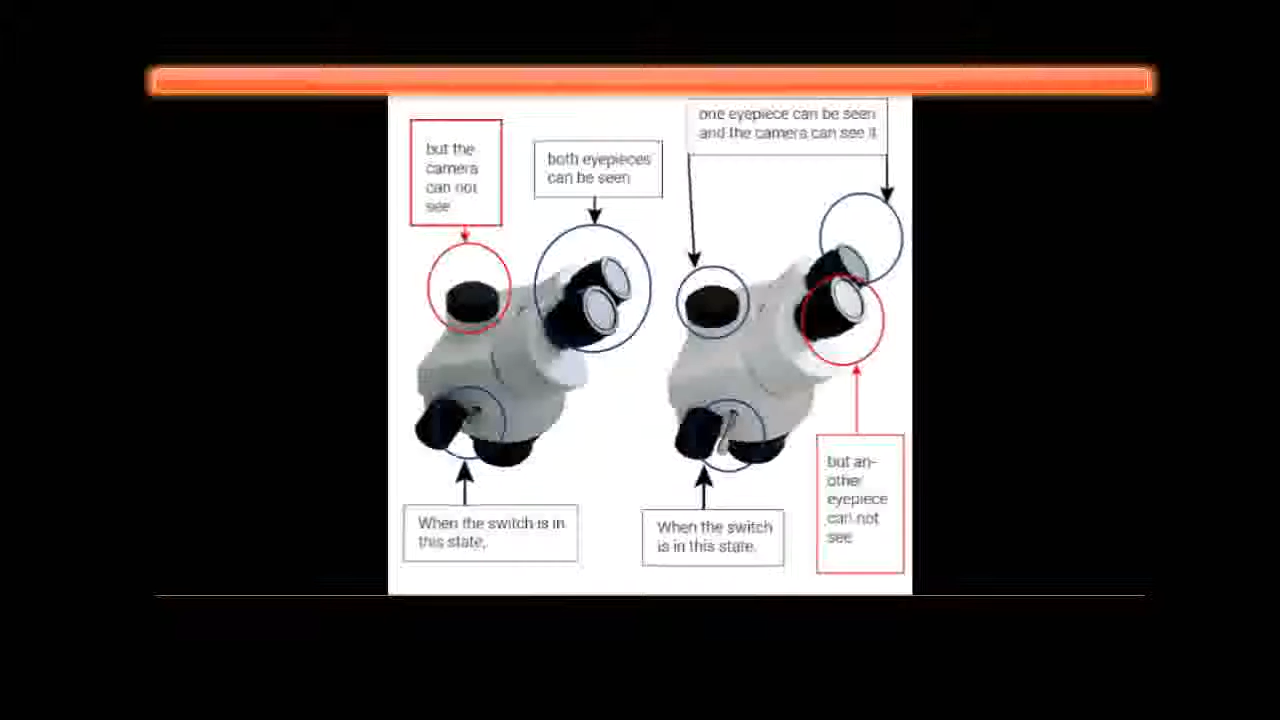 but the
camera
can not
see
both eyepieces
can be seen
When the switch is in
this state,
one eyepiece can be seen
and the camera can see it
When the switch
is in this state,
but an-
other
eyepiece
can not
see